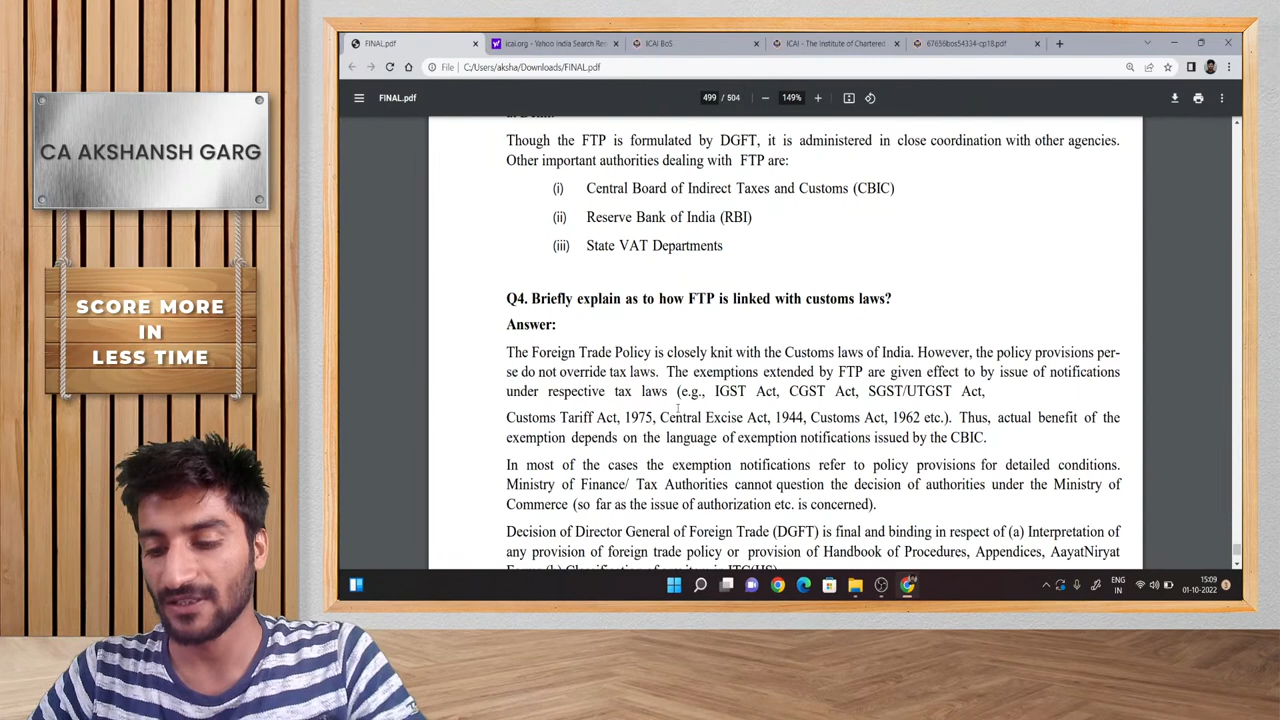 CA AKSHANSH GARG
SCORE MORE
IN
LESS TIME
FINAL.pdf
icai.org - Yahoo India Search Res
ICAI BoS
ICAI - The Institute of Chartered
67656bos54334-cp18.pdf
File C:/Users/aksha/Downloads/FINAL.pdf
FINAL.pdf
499 / 504
149%
Though the FTP is formulated by DGFT, it is administered in close coordination with other agencies.
Other important authorities dealing with FTP are:
(i) Central Board of Indirect Taxes and Customs (CBIC)
(ii) Reserve Bank of India (RBI)
(iii) State VAT Departments
Q4. Briefly explain as to how FTP is linked with customs laws?
Answer:
The Foreign Trade Policy is closely knit with the Customs laws of India. However, the policy provisions per-
se do not override tax laws. The exemptions extended by FTP are given effect to by issue of notifications
under respective tax laws (e.g., IGST Act, CGST Act, SGST/UTGST Act,
Customs Tariff Act, 1975, Central Excise Act, 1944, Customs Act, 1962 etc.). Thus, actual benefit of the
exemption depends on the language of exemption notifications issued by the CBIC.
In most of the cases the exemption notifications refer to policy provisions for detailed conditions.
Ministry of Finance/ Tax Authorities cannot question the decision of authorities under the Ministry of
Commerce (so far as the issue of authorization etc. is concerned).
Decision of Director General of Foreign Trade (DGFT) is final and binding in respect of (a) Interpretation of
any provision of foreign trade policy or provision of Handbook of Procedures, Appendices, AayatNiryat
ENG
IN
15:09
01-10-2022